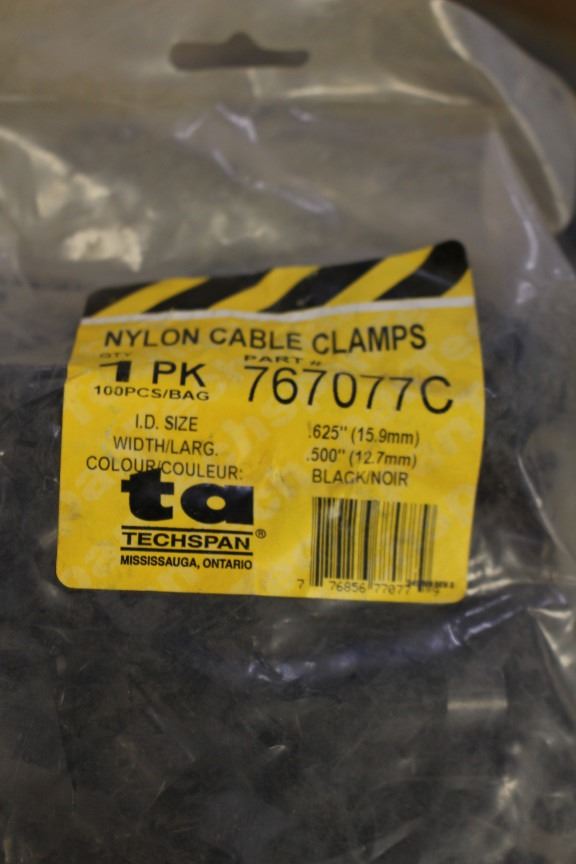 NYLON CABLE CLAMPS
QTY PART #
1 PK 767077C
100PCS/BAG
I.D. SIZE .625" (15.9mm)
WIDTH/LARG. .500" (12.7mm)
COLOUR/COULEUR: BLACK/NOIR
ta
TECHSPAN®
MISSISSAUGA, ONTARIO
7 76856 77077 9